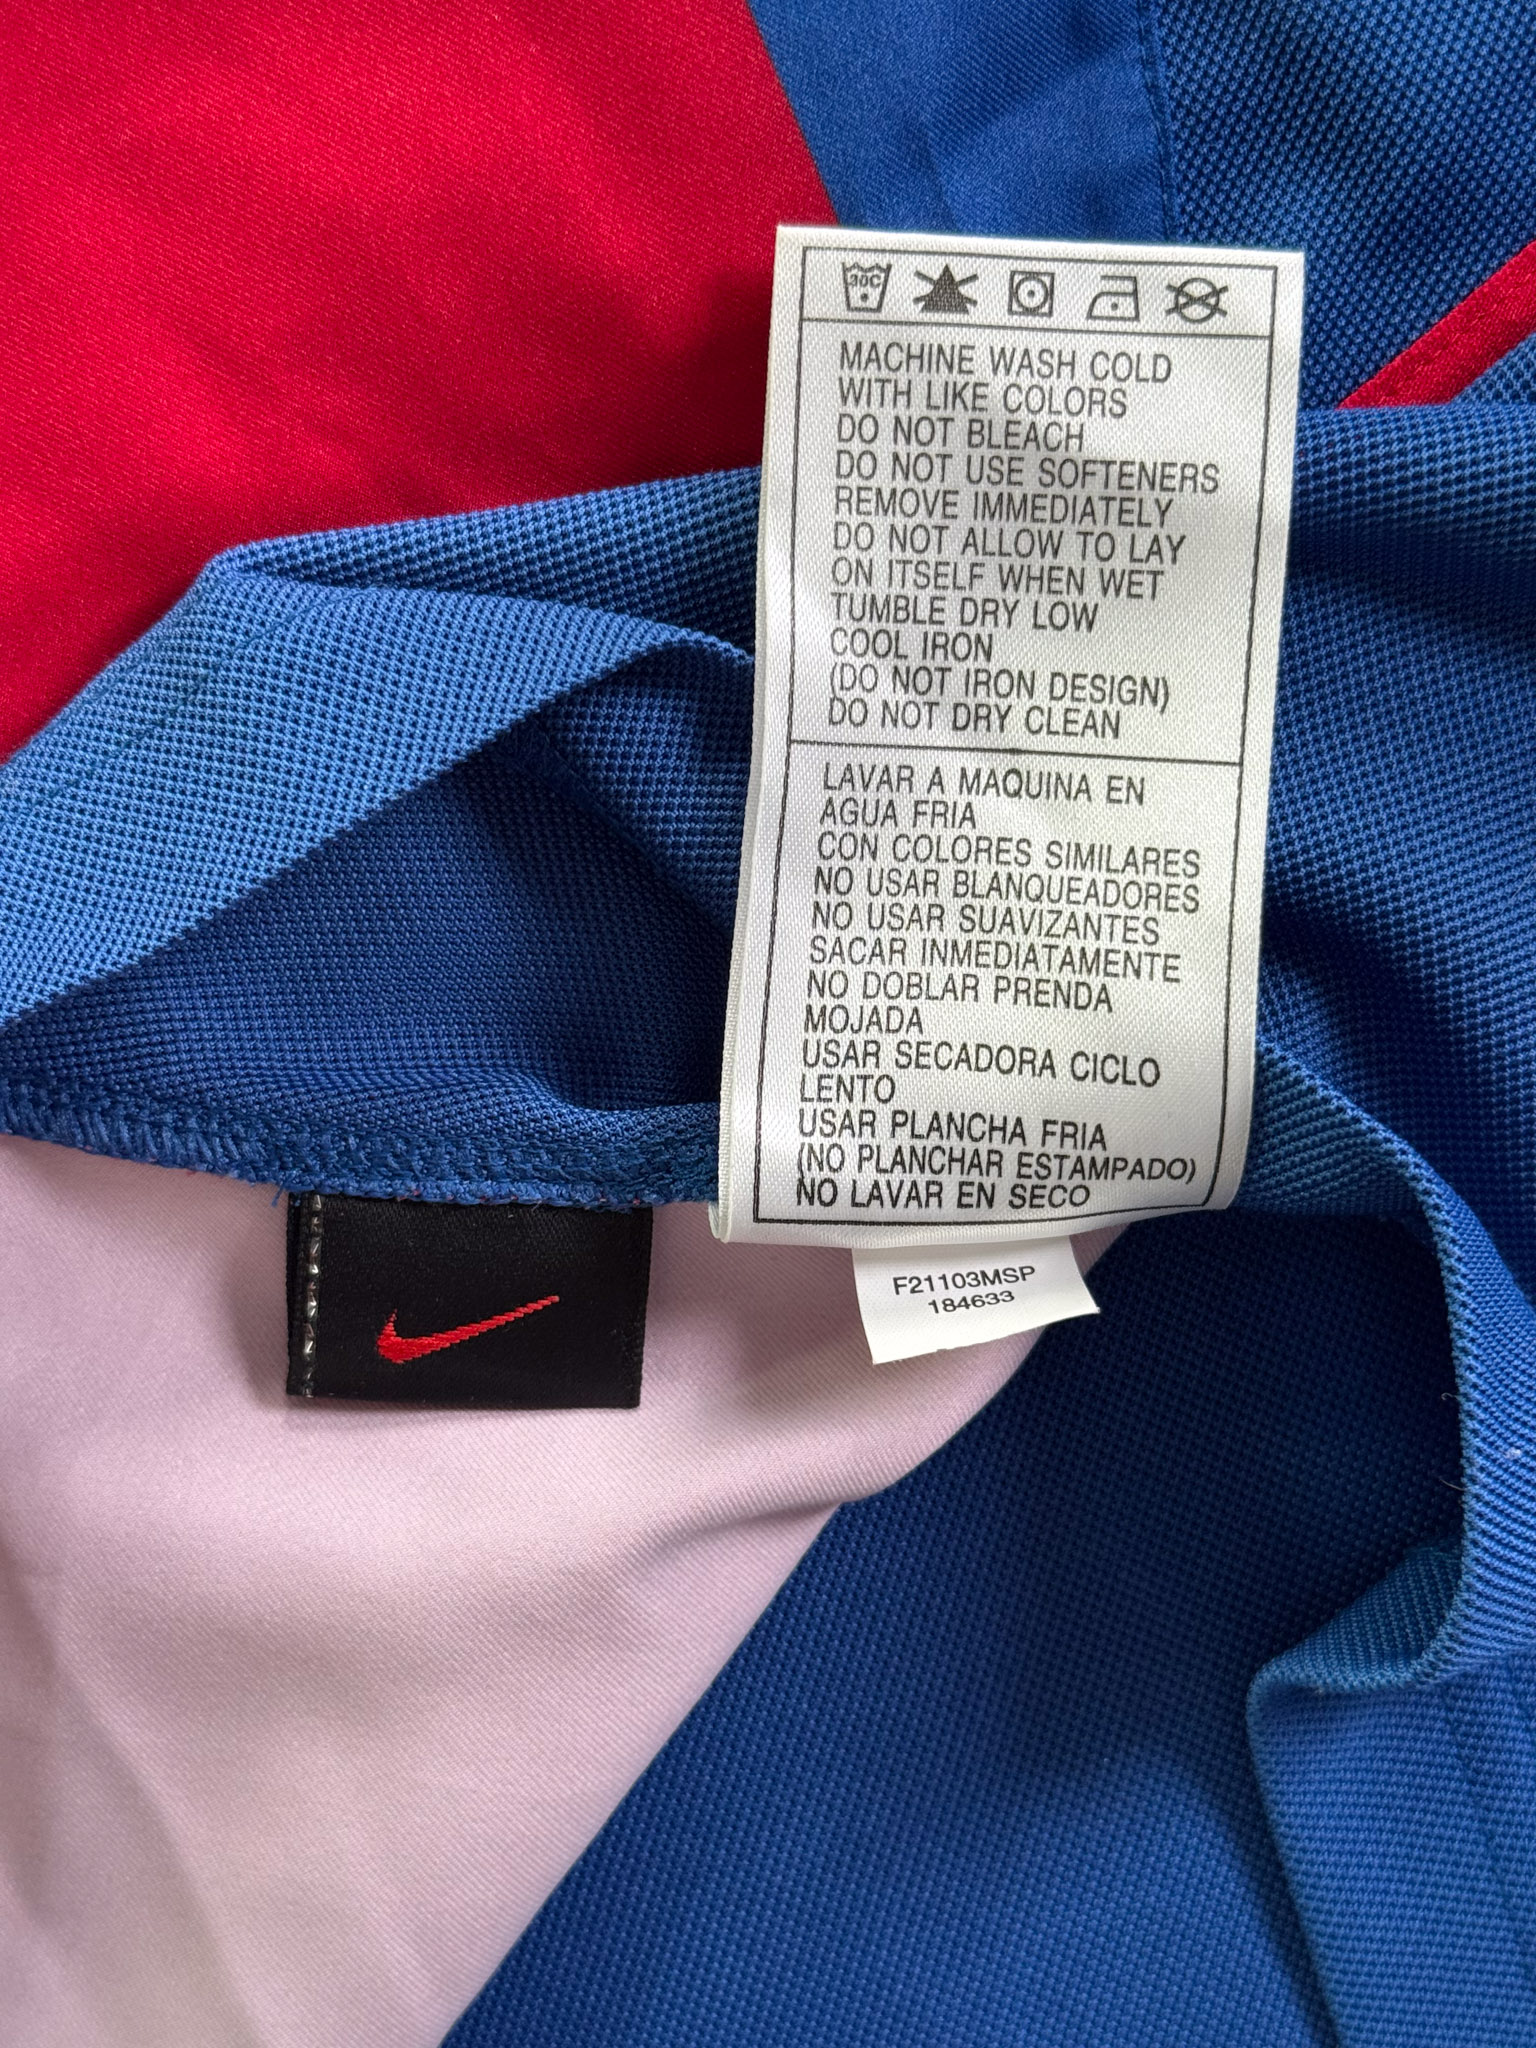 30C
MACHINE WASH COLD
WITH LIKE COLORS
DO NOT BLEACH
DO NOT USE SOFTENERS
REMOVE IMMEDIATELY
DO NOT ALLOW TO LAY
ON ITSELF WHEN WET
TUMBLE DRY LOW
COOL IRON
(DO NOT IRON DESIGN)
DO NOT DRY CLEAN
LAVAR A MAQUINA EN
AGUA FRIA
CON COLORES SIMILARES
NO USAR BLANQUEADORES
NO USAR SUAVIZANTES
SACAR INMEDIATAMENTE
NO DOBLAR PRENDA
MOJADA
USAR SECADORA CICLO
LENTO
USAR PLANCHA FRIA
(NO PLANCHAR ESTAMPADO)
NO LAVAR EN SECO
F21103MSP
184633